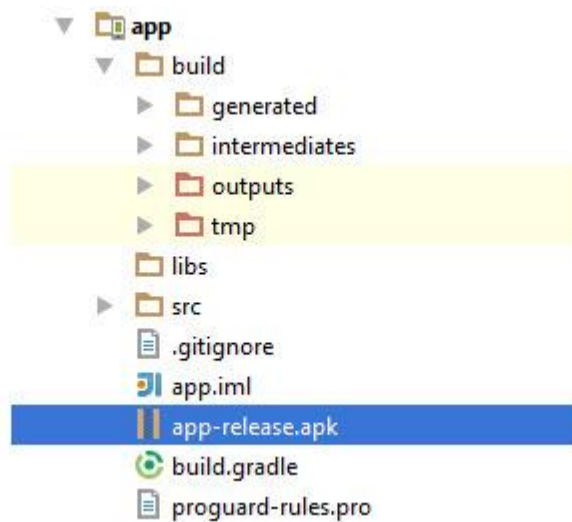 app
build
generated
intermediates
outputs
tmp
libs
src
.gitignore
app.iml
app-release.apk
build.gradle
proguard-rules.pro